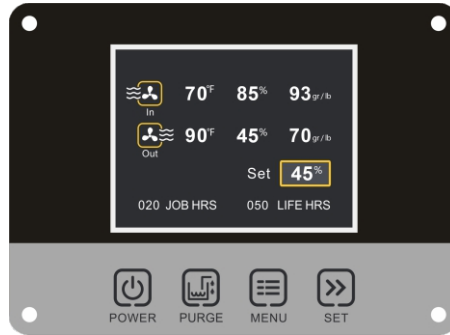 70°F 85% 93gr/lb
In
90°F 45% 70gr/lb
Out
Set 45%
020 JOB HRS 050 LIFE HRS
POWER PURGE MENU SET